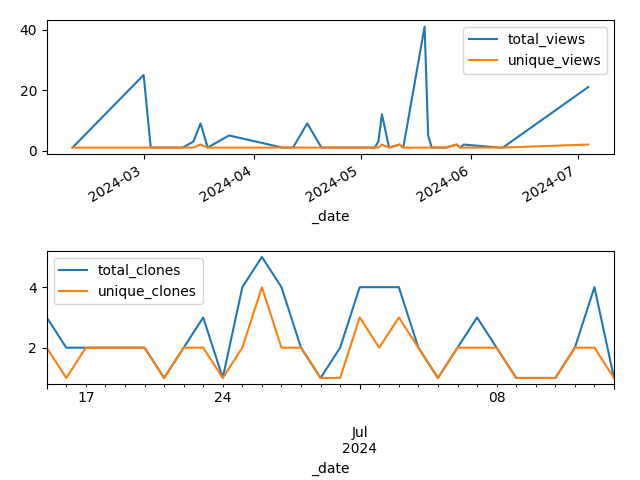 40
20
0
total_views
unique_views
2024-03
2024-04
2024-05
2024-06
2024-07
_date
4
2
total_clones
unique_clones
17
24
08
Jul
2024
_date